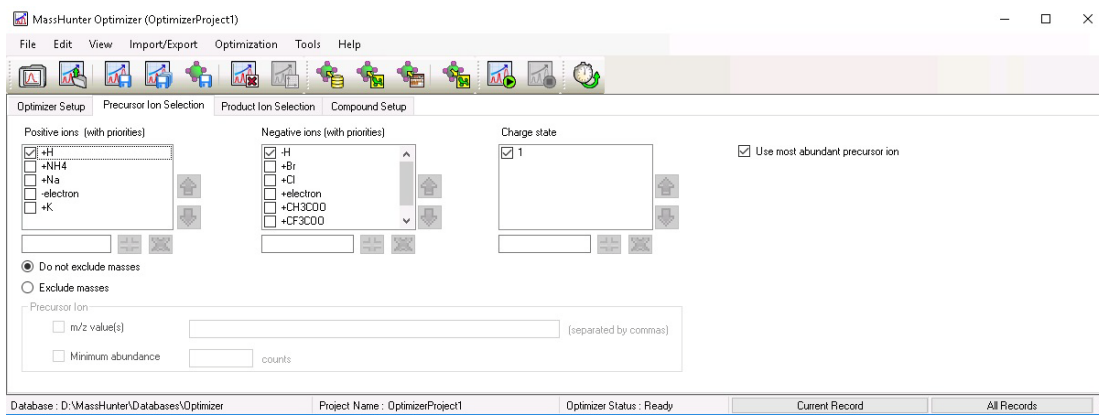 MassHunter Optimizer (OptimizerProject1)
File Edit View Import/Export Optimization Tools Help
Optimizer Setup Precursor Ion Selection Product Ion Selection Compound Setup
Positive ions (with priorities) Negative ions (with priorities) Charge state
+H -H 1 Use most abundant precursor ion
+NH4 +Br
+Na +Cl
-electron +electron
+K +CH3COO
+CF3COO
Do not exclude masses
Exclude masses
Precursor Ion
m/z value(s) (separated by commas)
Minimum abundance counts
Database : D:\MassHunter\Databases\Optimizer Project Name : OptimizerProject1 Optimizer Status : Ready Current Record All Records